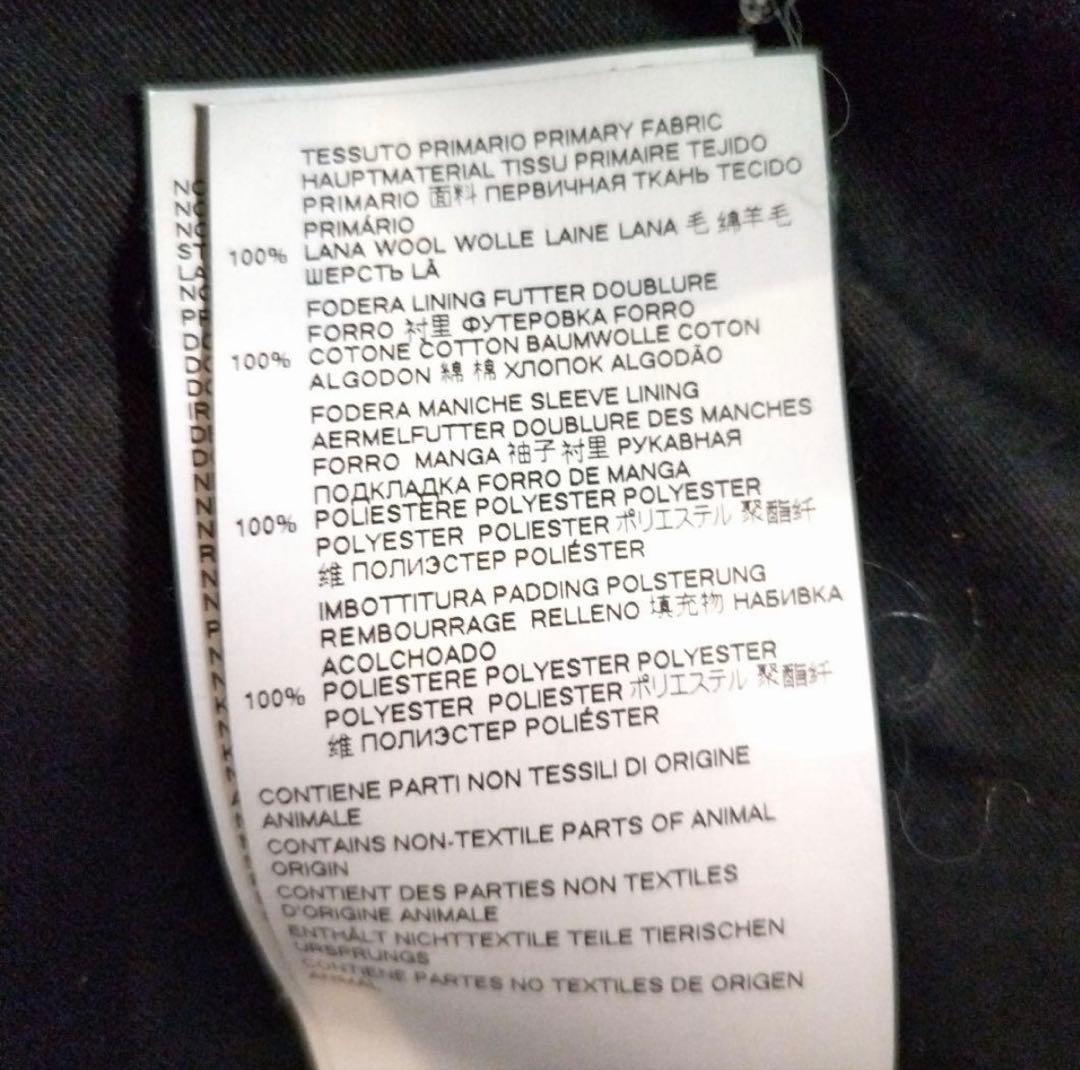 TESSUTO PRIMARIO PRIMARY FABRIC
HAUPTMATERIAL TISSU PRIMAIRE TEJIDO
PRIMARIO 面料 ПЕРВИЧНАЯ ТКАНЬ TECIDO
PRIMÁRIO
100% LANA WOOL WOLLE LAINE LANA 毛 绵羊毛
ШЕРСТЬ LÃ
FODERA LINING FUTTER DOUBLURE
FORRO 衬里 ФУТЕРОВКА FORRO
100% COTONE COTTON BAUMWOLLE COTON
ALGODON 綿 棉 ХЛОПОК ALGODÃO
FODERA MANICHE SLEEVE LINING
AERMELFUTTER DOUBLURE DES MANCHES
FORRO MANGA 袖子衬里 РУКАВНАЯ
ПОДКЛАДКА FORRO DE MANGA
100% POLIESTERE POLYESTER POLYESTER
POLYESTER POLIESTER ポリエステル 聚酯纤
维 ПОЛИЭСТЕР POLIÉSTER
IMBOTTITURA PADDING POLSTERUNG
REMBOURRAGE RELLENO 填充物 НАБИВКА
ACOLCHOADO
100% POLIESTERE POLYESTER POLYESTER
POLYESTER POLIESTER ポリエステル 聚酯纤
维 ПОЛИЭСТЕР POLIÉSTER
CONTIENE PARTI NON TESSILI DI ORIGINE
ANIMALE
CONTAINS NON-TEXTILE PARTS OF ANIMAL
ORIGIN
CONTIENT DES PARTIES NON TEXTILES
D'ORIGINE ANIMALE
ENTHÄLT NICHTTEXTILE TEILE TIERISCHEN
URSPRUNGS
CONTIENE PARTES NO TEXTILES DE ORIGEN
ANIMAL